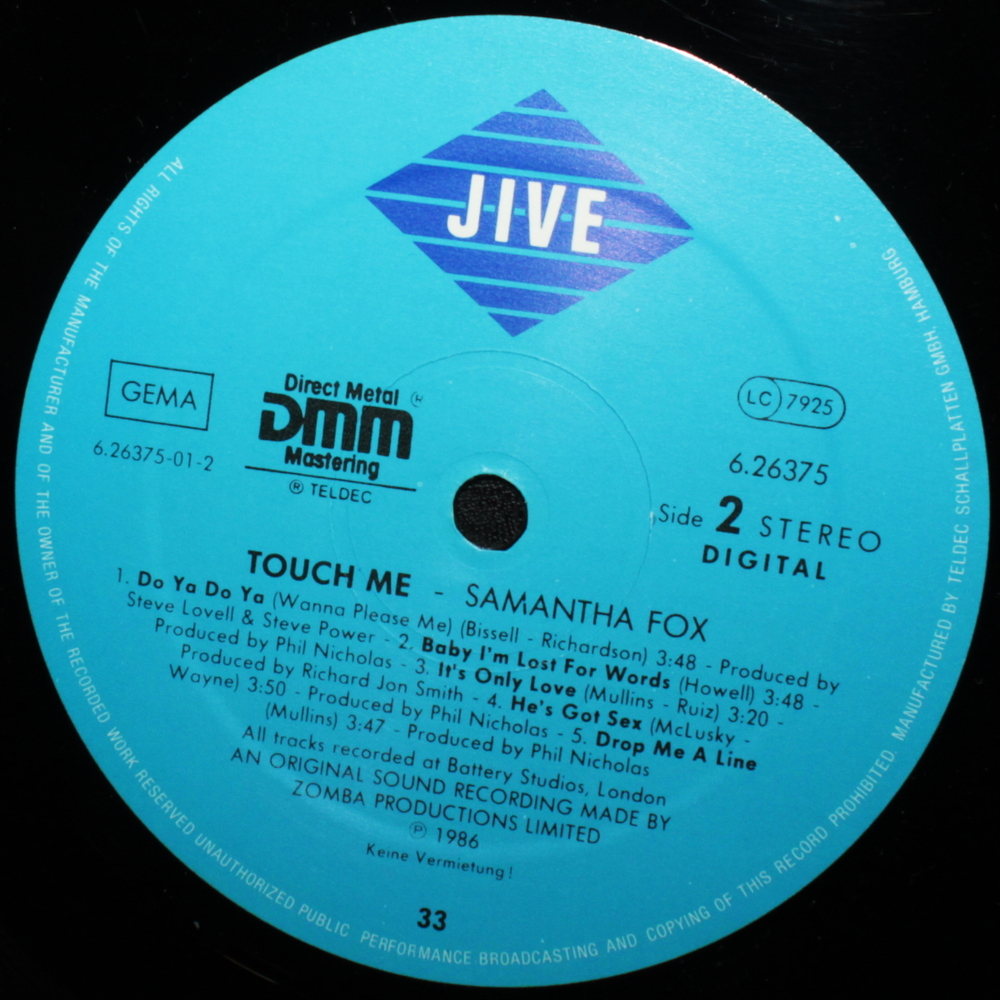 JIVE
GEMA
6.26375-01-2
Direct Metal ®
DMM
Mastering
® TELDEC
LC 7925
6.26375
Side 2 STEREO
DIGITAL
TOUCH ME - SAMANTHA FOX
1. Do Ya Do Ya (Wanna Please Me) (Bissell - Richardson) 3:48 - Produced by
Steve Lovell & Steve Power - 2. Baby I'm Lost For Words (Howell) 3:48 -
Produced by Phil Nicholas - 3. It's Only Love (Mullins - Ruiz) 3:20 -
Produced by Richard Jon Smith - 4. He's Got Sex (McLusky -
Wayne) 3:50 - Produced by Phil Nicholas - 5. Drop Me A Line
(Mullins) 3:47 - Produced by Phil Nicholas
All tracks recorded at Battery Studios, London
AN ORIGINAL SOUND RECORDING MADE BY
ZOMBA PRODUCTIONS LIMITED
℗ 1986
Keine Vermietung!
33
ALL RIGHTS OF THE MANUFACTURER AND OF THE OWNER OF THE RECORDED WORK RESERVED UNAUTHORIZED PUBLIC PERFORMANCE BROADCASTING AND COPYING OF THIS RECORD PROHIBITED. MANUFACTURED BY TELDEC SCHALLPLATTEN GMBH, HAMBURG